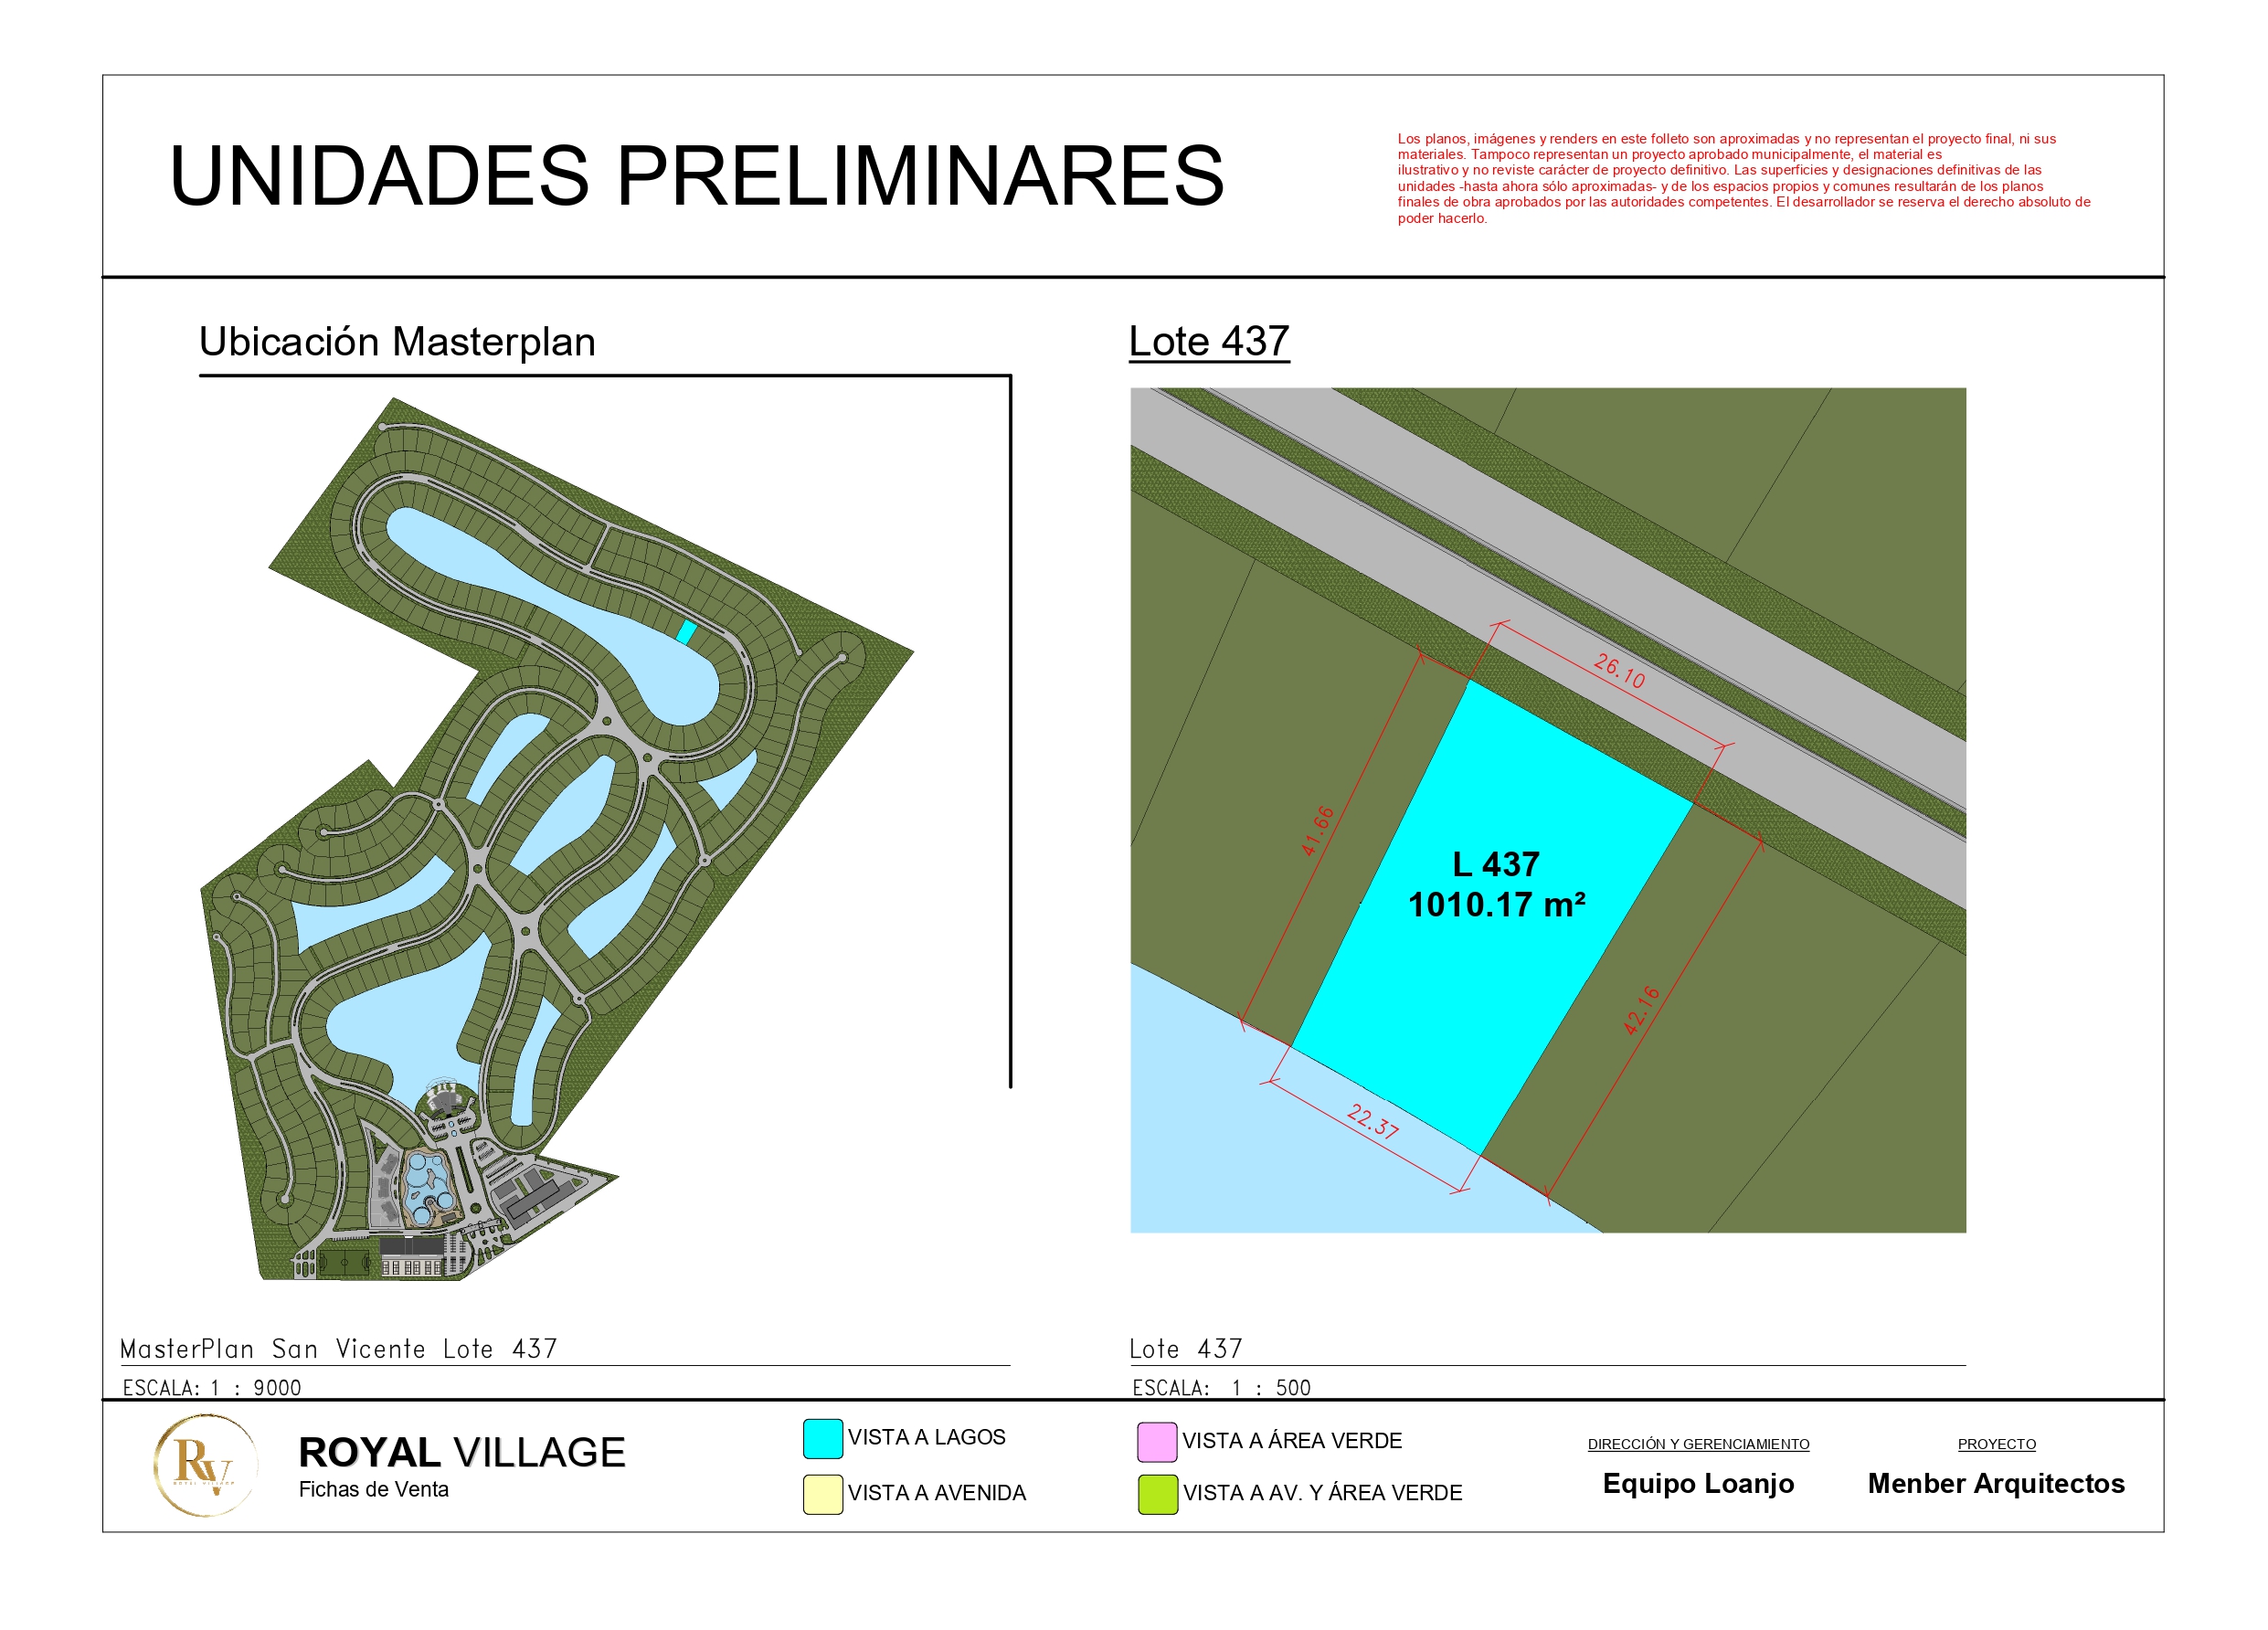 UNIDADES PRELIMINARES
Los planos, imágenes y renders en este folleto son aproximadas y no representan el proyecto final, ni sus
materiales. Tampoco representan un proyecto aprobado municipalmente, el material es
ilustrativo y no reviste carácter de proyecto definitivo. Las superficies y designaciones definitivas de las
unidades -hasta ahora sólo aproximadas- y de los espacios propios y comunes resultarán de los planos
finales de obra aprobados por las autoridades competentes. El desarrollador se reserva el derecho absoluto de
poder hacerlo.
Ubicación Masterplan
Lote 437
26.10
41.66
L 437
1010.17 m²
42.16
22.37
MasterPlan San Vicente Lote 437
ESCALA: 1 : 9000
Lote 437
ESCALA: 1 : 500
RV
ROYAL VILLAGE
ROYAL VILLAGE
Fichas de Venta
VISTA A LAGOS
VISTA A AVENIDA
VISTA A ÁREA VERDE
VISTA A AV. Y ÁREA VERDE
DIRECCIÓN Y GERENCIAMIENTO
Equipo Loanjo
PROYECTO
Menber Arquitectos